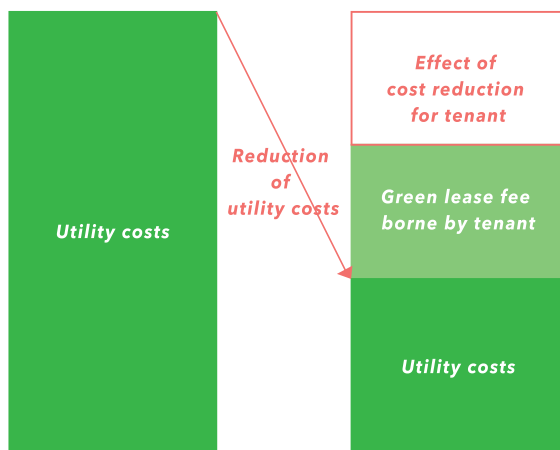 Utility costs
Reduction
of
utility costs
Effect of
cost reduction
for tenant
Green lease fee
borne by tenant
Utility costs